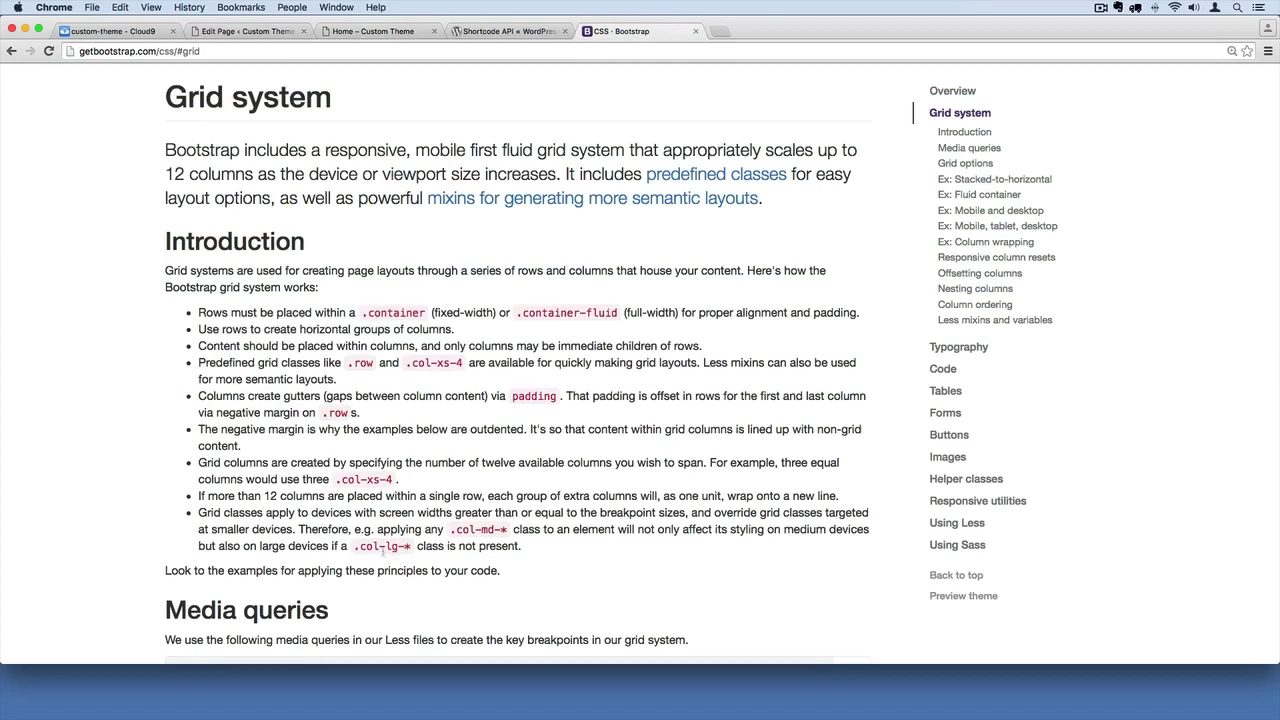 Chrome File Edit View History Bookmarks People Window Help
custom-theme - Cloud9 Edit Page ‹ Custom Theme Home – Custom Theme Shortcode API « WordPres CSS · Bootstrap
getbootstrap.com/css/#grid
Grid system
Bootstrap includes a responsive, mobile first fluid grid system that appropriately scales up to
12 columns as the device or viewport size increases. It includes predefined classes for easy
layout options, as well as powerful mixins for generating more semantic layouts.
Introduction
Grid systems are used for creating page layouts through a series of rows and columns that house your content. Here's how the
Bootstrap grid system works:
Rows must be placed within a .container (fixed-width) or .container-fluid (full-width) for proper alignment and padding.
Use rows to create horizontal groups of columns.
Content should be placed within columns, and only columns may be immediate children of rows.
Predefined grid classes like .row and .col-xs-4 are available for quickly making grid layouts. Less mixins can also be used
for more semantic layouts.
Columns create gutters (gaps between column content) via padding . That padding is offset in rows for the first and last column
via negative margin on .row s.
The negative margin is why the examples below are outdented. It's so that content within grid columns is lined up with non-grid
content.
Grid columns are created by specifying the number of twelve available columns you wish to span. For example, three equal
columns would use three .col-xs-4 .
If more than 12 columns are placed within a single row, each group of extra columns will, as one unit, wrap onto a new line.
Grid classes apply to devices with screen widths greater than or equal to the breakpoint sizes, and override grid classes targeted
at smaller devices. Therefore, e.g. applying any .col-md-* class to an element will not only affect its styling on medium devices
but also on large devices if a .col-lg-* class is not present.
Look to the examples for applying these principles to your code.
Media queries
We use the following media queries in our Less files to create the key breakpoints in our grid system.
Overview
Grid system
Introduction
Media queries
Grid options
Ex: Stacked-to-horizontal
Ex: Fluid container
Ex: Mobile and desktop
Ex: Mobile, tablet, desktop
Ex: Column wrapping
Responsive column resets
Offsetting columns
Nesting columns
Column ordering
Less mixins and variables
Typography
Code
Tables
Forms
Buttons
Images
Helper classes
Responsive utilities
Using Less
Using Sass
Back to top
Preview theme